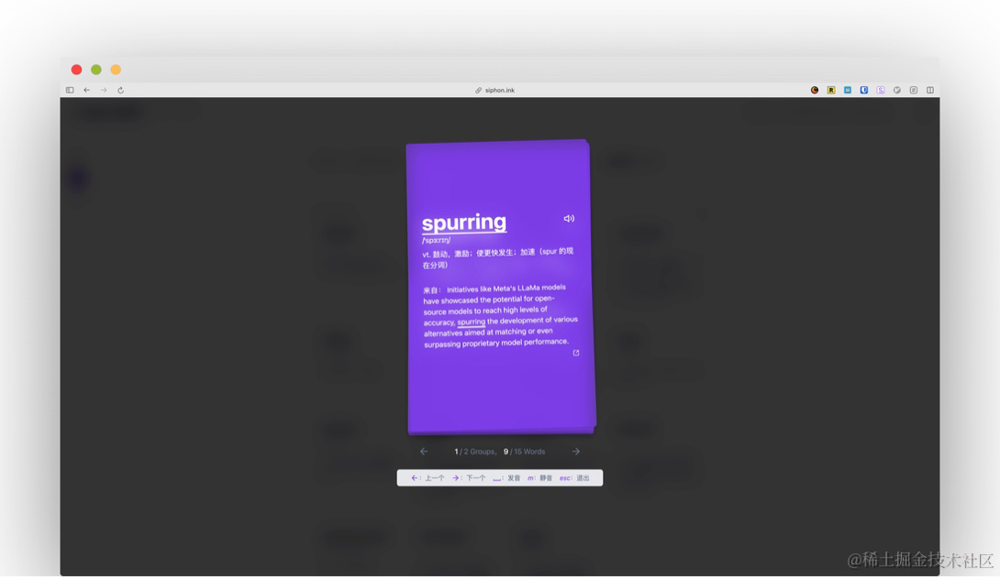 siphon.ink
spurring
/ˈspɜːrɪŋ/
vt. 鼓动，激励；使更快发生；加速（spur 的现
在分词）
来自： Initiatives like Meta's LLaMa models
have showcased the potential for open-
source models to reach high levels of
accuracy, spurring the development of various
alternatives aimed at matching or even
surpassing proprietary model performance.
1 / 2 Groups, 9 / 15 Words
←：上一个 →：下一个 ⎵：发音 m：静音 esc：退出
@稀土掘金技术社区